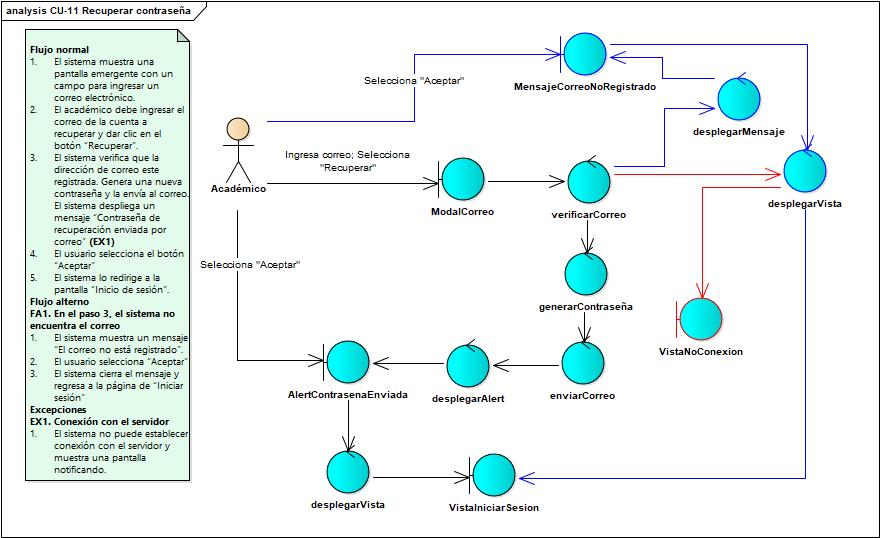 analysis CU-11 Recuperar contraseña
Flujo normal
1. El sistema muestra una
pantalla emergente con un
campo para ingresar un
correo electrónico.
2. El académico debe ingresar el
correo de la cuenta a
recuperar y dar clic en el
botón “Recuperar”.
3. El sistema verifica que la
dirección de correo este
registrada. Genera una nueva
contraseña y la envía al correo.
El sistema despliega un
mensaje “Contraseña de
recuperación enviada por
correo” (EX1)
4. El usuario selecciona el botón
“Aceptar”
5. El sistema lo redirige a la
pantalla “Inicio de sesión”.
Flujo alterno
FA1. En el paso 3, el sistema no
encuentra el correo
1. El sistema muestra un mensaje
“El correo no está registrado”.
2. El usuario selecciona “Aceptar”
3. El sistema cierra el mensaje y
regresa a la página de “Iniciar
sesión”
Excepciones
EX1. Conexión con el servidor
1. El sistema no puede establecer
conexión con el servidor y
muestra una pantalla
notificando.
Selecciona "Aceptar"
MensajeCorreoNoRegistrado
desplegarMensaje
Ingresa correo; Selecciona
"Recuperar"
Académico
ModalCorreo
verificarCorreo
desplegarVista
Selecciona "Aceptar"
generarContraseña
VistaNoConexion
AlertContrasenaEnviada
desplegarAlert
enviarCorreo
desplegarVista
VistaIniciarSesion